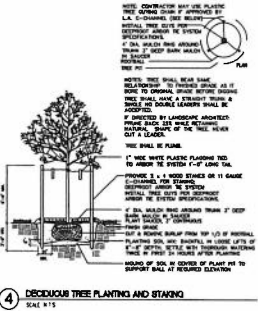 NOTE: CONTRACTOR MAY USE PLASTIC
TREE GUYING CHAIN IF APPROVED BY
L.A. C-CHANNEL (SEE BELOW)
INSTALL TREE GUYS PER
DEEPROOT ARBOR TIE SYSTEM
SPECIFICATIONS.
4' DIA. MULCH RING AROUND
TRUNK 2" DEEP BARK MULCH
IN SAUCER
ROOTBALL
TREE PIT
PLAN
NOTES: TREE SHALL BEAR SAME
RELATIONSHIP TO FINISHED GRADE AS IT
BORE TO ORIGINAL GRADE BEFORE DIGGING
TREE SHALL HAVE A STRAIGHT TRUNK &
SINGLE NO DOUBLE LEADERS SHALL BE
ACCEPTED.
IF DIRECTED BY LANDSCAPE ARCHITECT:
PRUNE BACK 25% WHILE RETAINING
NATURAL SHAPE OF THE TREE. NEVER
CUT A LEADER.
TREE SHALL BE PLUMB.
1" WIDE WHITE PLASTIC FLAGGING TIED
TO ARBOR TIE SYSTEM 1'-0" LONG TAIL
PROVIDE 2 x 4 WOOD STAKES OR 11 GAUGE
C-CHANNEL FOR STAKING
DEEPROOT ARBOR TIE SYSTEM
INSTALL TREE GUYS PER DEEPROOT
ARBOR TIE SYSTEM SPECIFICATIONS.
4' DIA. MULCH RING AROUND TRUNK 2" DEEP
BARK MULCH IN SAUCER
PLANT SAUCER, 3" CONTINUOUS
FINISH GRADE
CUT & REMOVE BURLAP FROM TOP 1/3 OF ROOTBALL
PLANTING SOIL MIX: BACKFILL IN LOOSE LIFTS OF
6"-8" DEPTH; SETTLE WITH THOROUGH WATERING
TWICE IN FIRST 24 HOURS AFTER PLANTING
MOUND OF SOIL IN CENTER OF PLANT PIT TO
SUPPORT BALL AT REQUIRED ELEVATION
4 DECIDUOUS TREE PLANTING AND STAKING
SCALE: NTS